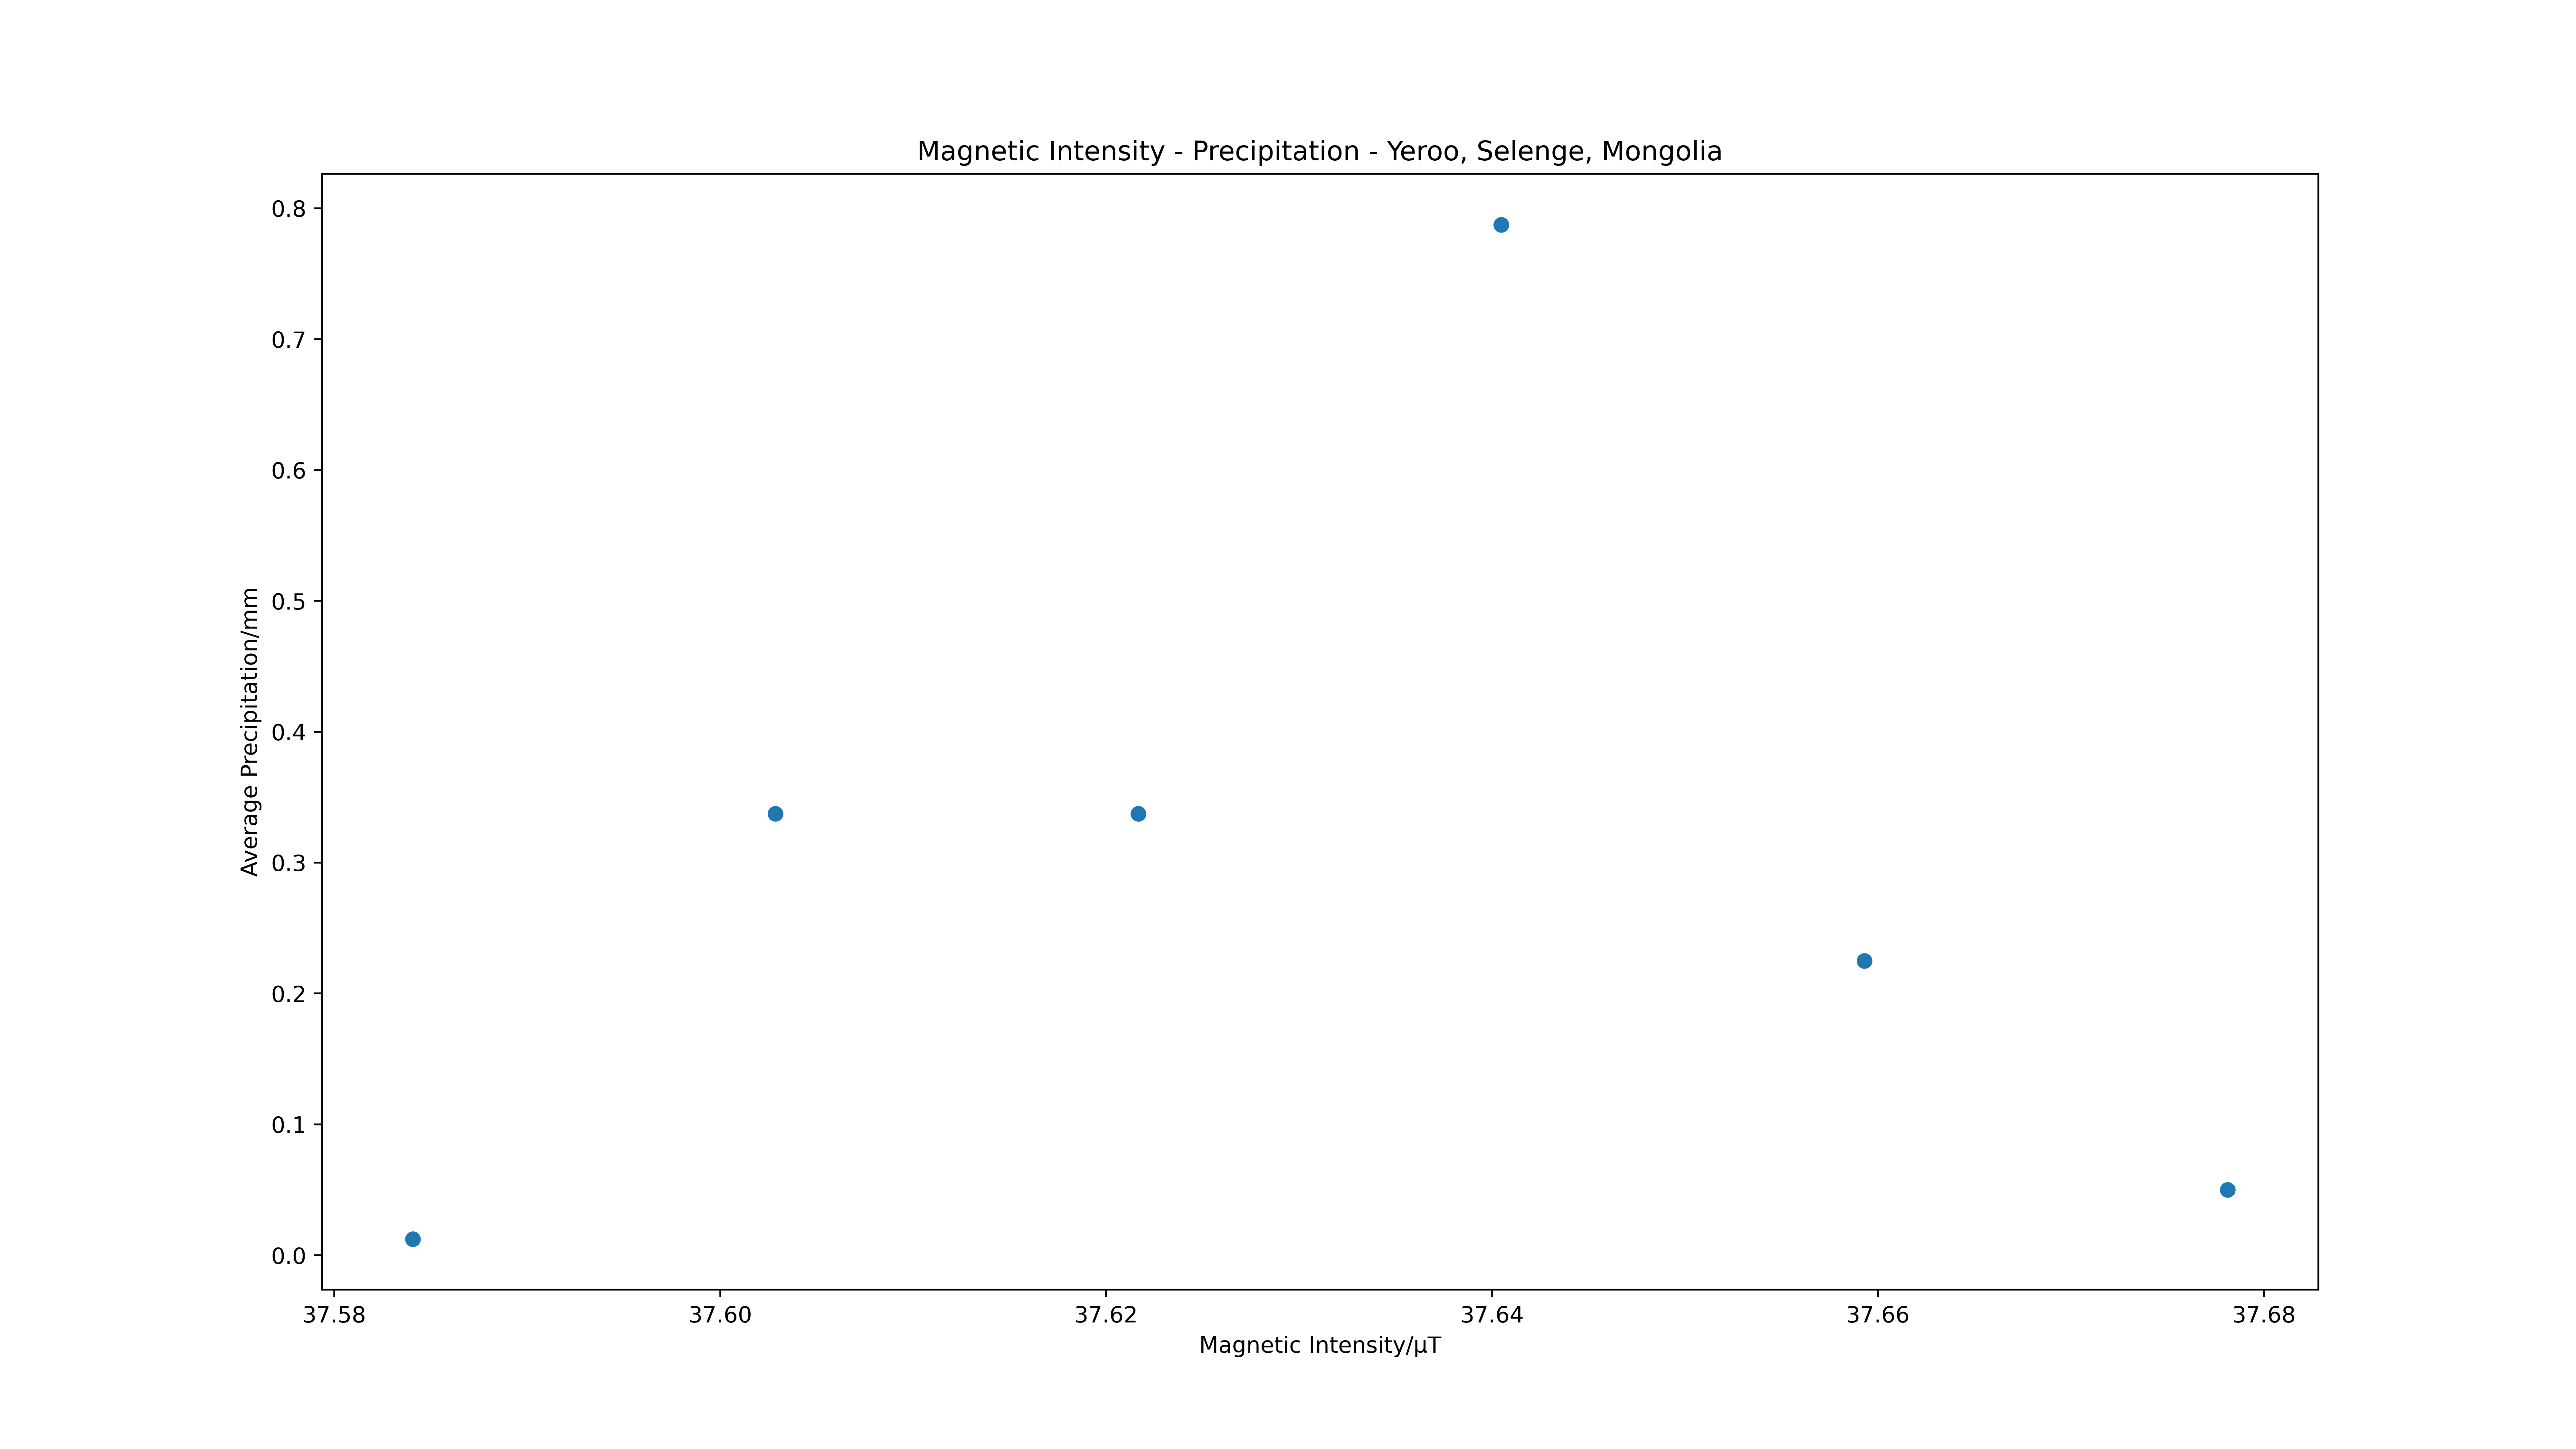 Magnetic Intensity - Precipitation - Yeroo, Selenge, Mongolia
0.8
0.7
0.6
0.5
0.4
0.3
0.2
0.1
0.0
Average Precipitation/mm
37.58 37.60 37.62 37.64 37.66 37.68
Magnetic Intensity/μT